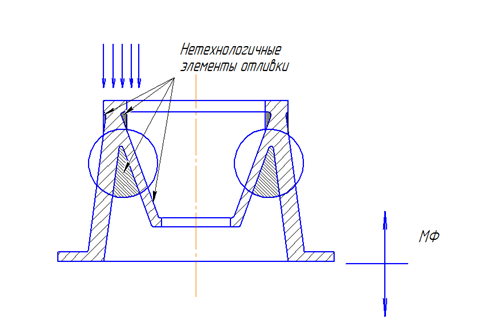 Нетехнологичные
элементы отливки
МФ